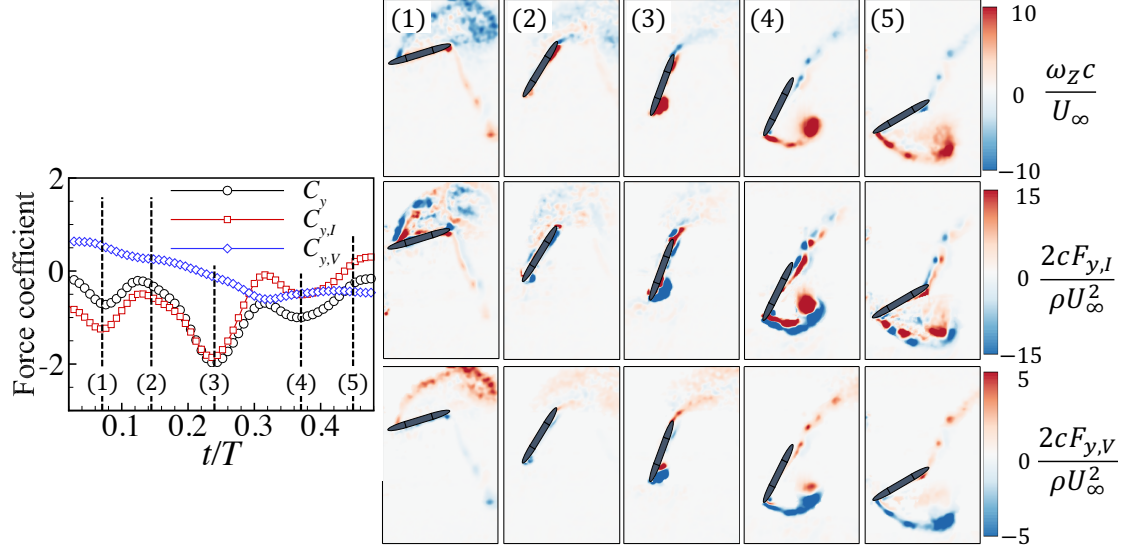 (1) (2) (3) (4) (5)
10
0
−10
ω_Z c
U_∞
2
0
−2
Force coefficient
C_y
C_{y,I}
C_{y,V}
(1) (2) (3) (4) (5)
0.1 0.2 0.3 0.4
t/T
15
0
−15
2cF_{y,I}
ρU_∞^2
5
0
−5
2cF_{y,V}
ρU_∞^2